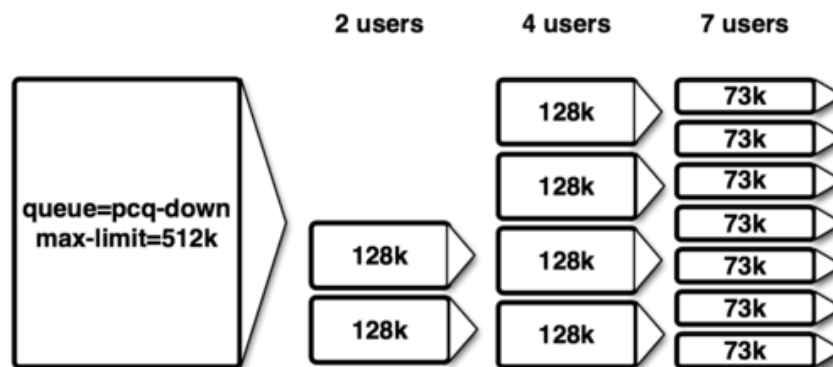 2 users
4 users
7 users
queue=pcq-down
max-limit=512k
128k
128k
128k
128k
128k
128k
73k
73k
73k
73k
73k
73k
73k